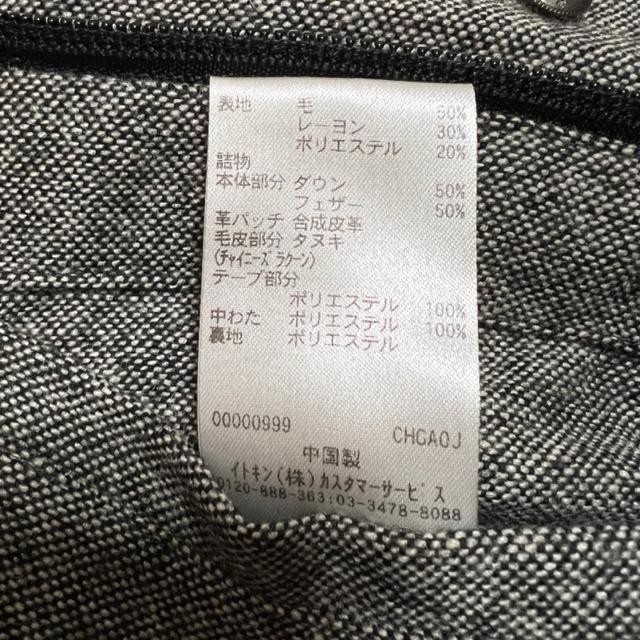 表地 毛 50%
レーヨン 30%
ポリエステル 20%
詰物
本体部分 ダウン 50%
フェザー 50%
革パッチ 合成皮革
毛皮部分 タヌキ
(チャイニーズラクーン)
テープ部分
ポリエステル 100%
中わた ポリエステル 100%
裏地 ポリエステル
00000999 CHGAOJ
中国製
イトキン(株)カスタマーサービス
0120-888-363:03-3478-8088